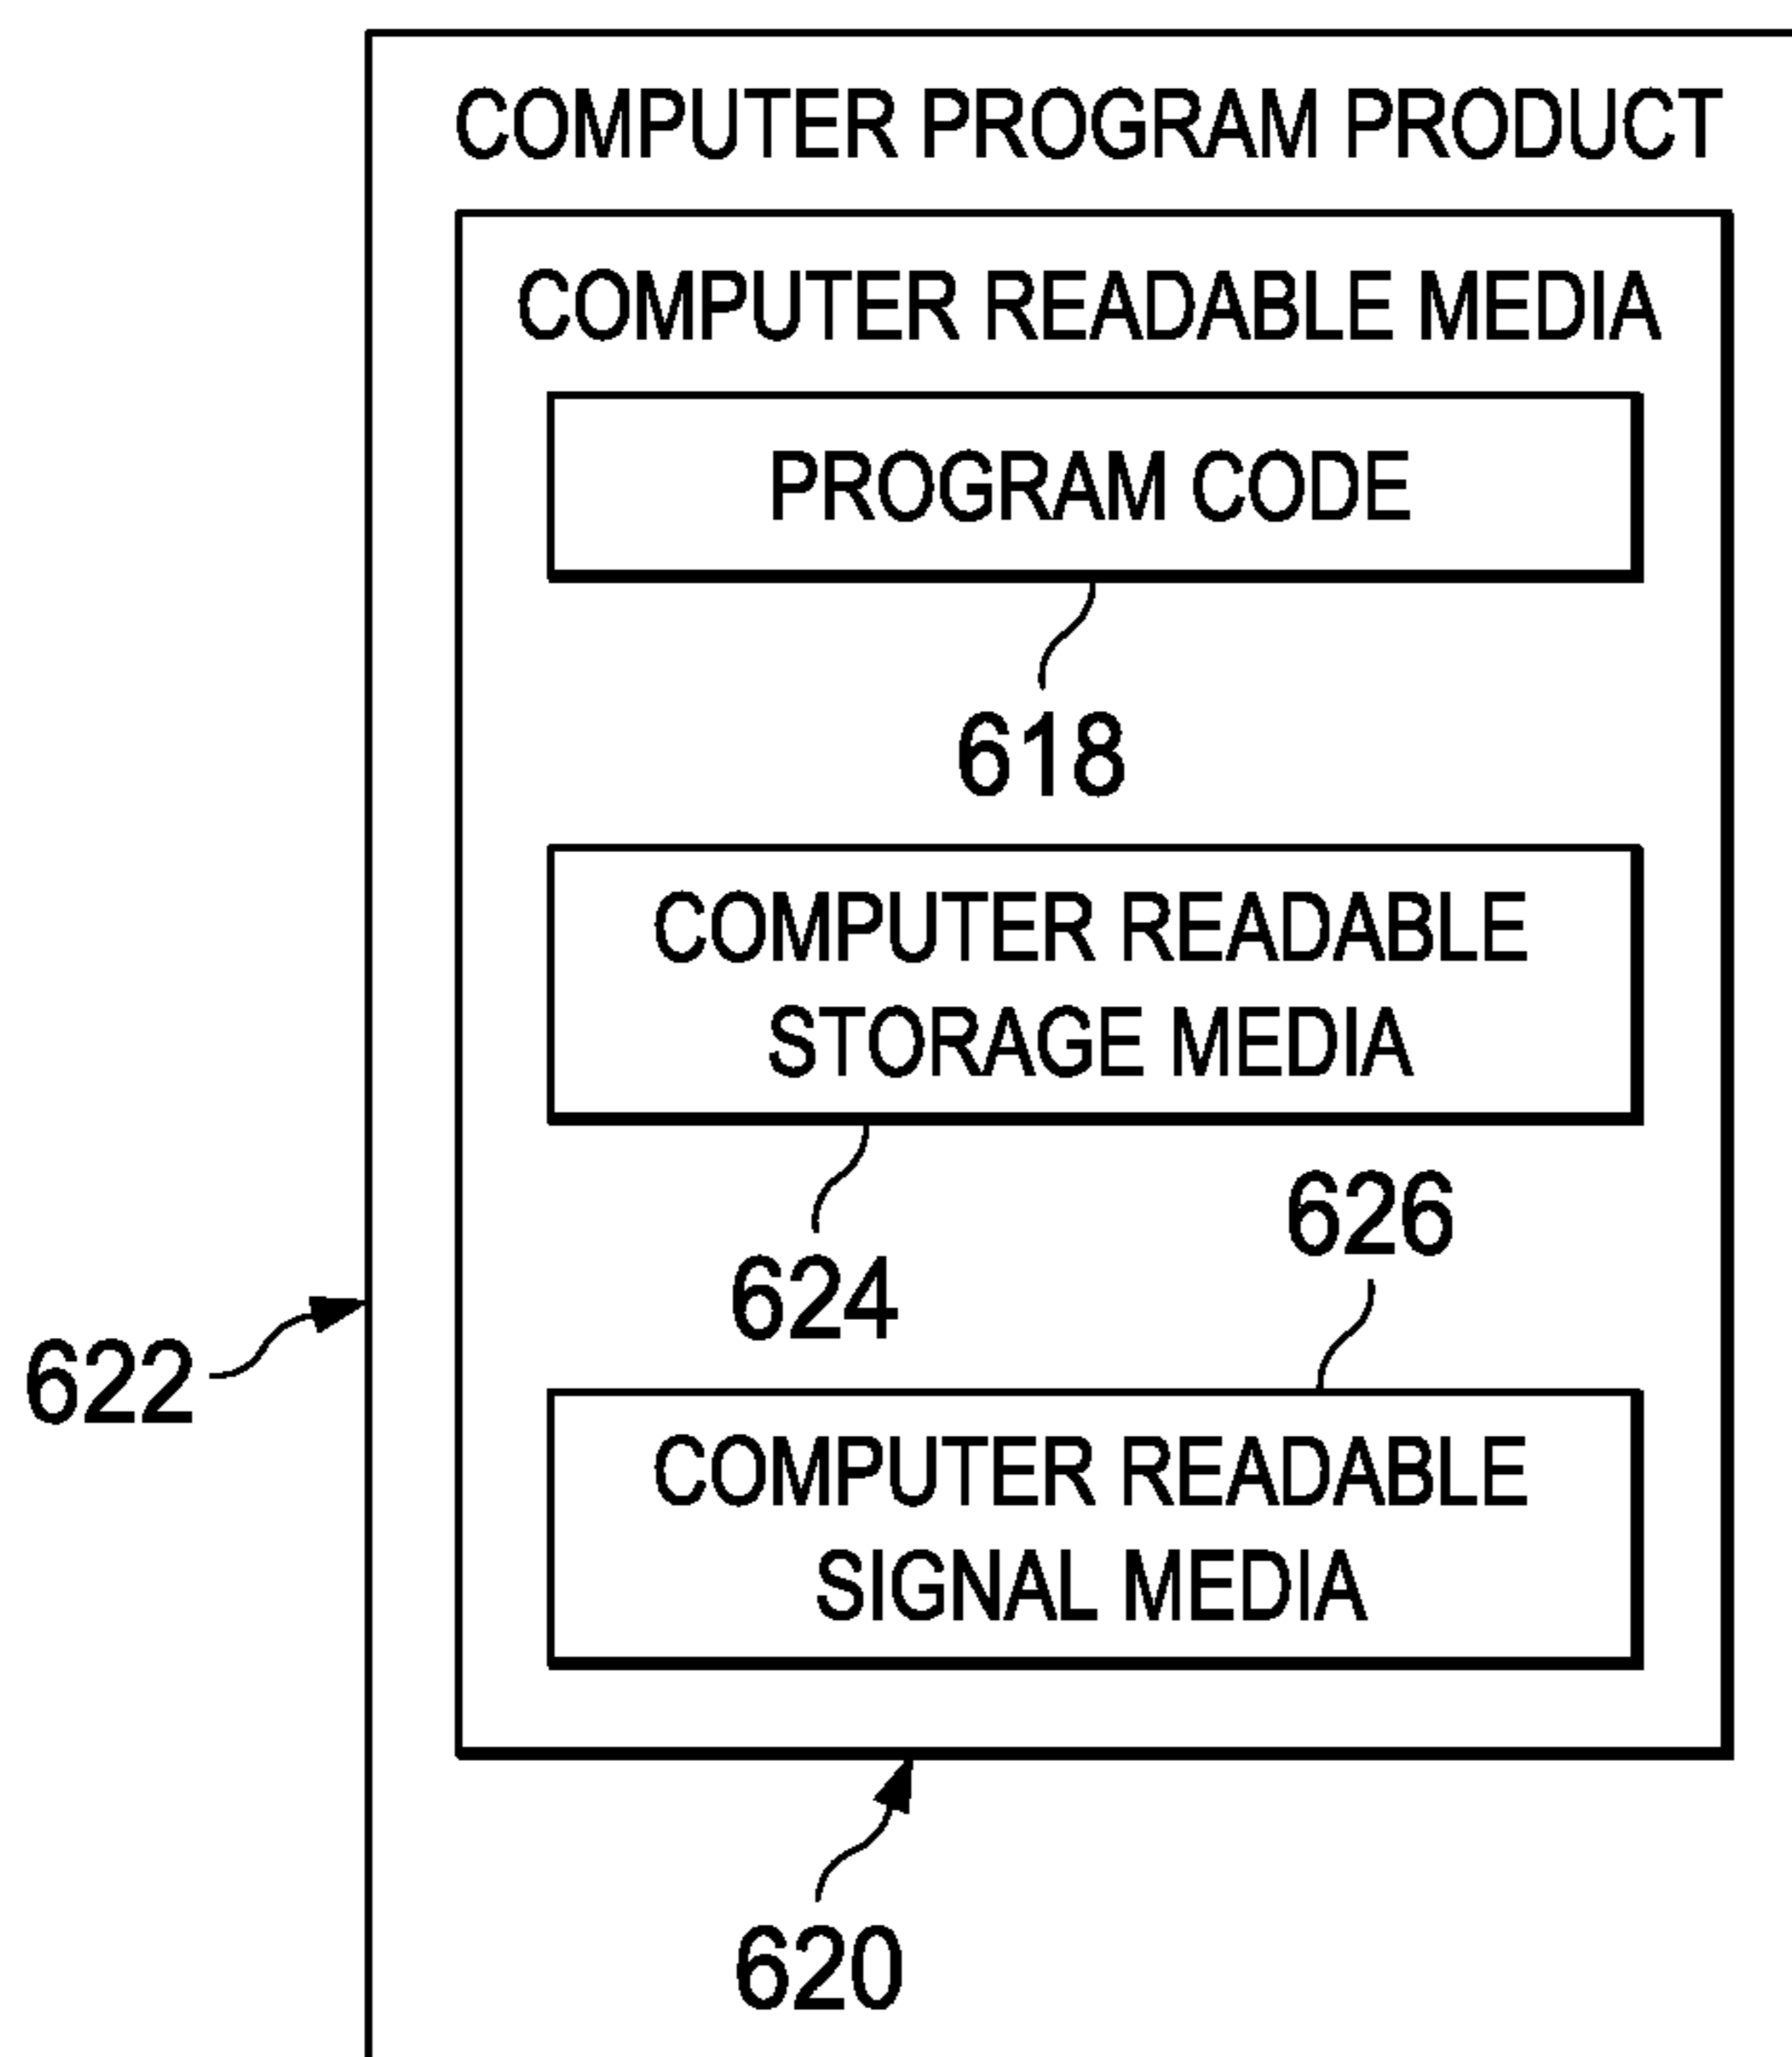 COMPUTER PROGRAM PRODUCT
COMPUTER READABLE MEDIA
PROGRAM CODE
618
COMPUTER READABLE
STORAGE MEDIA
626
624
622
COMPUTER READABLE
SIGNAL MEDIA
620